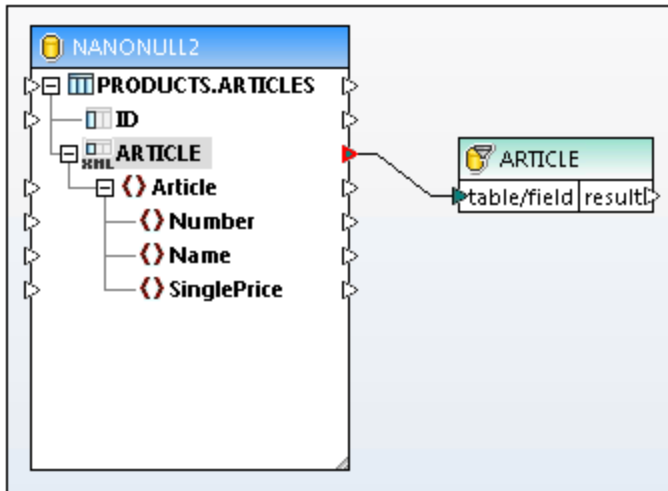 NANONULL2
PRODUCTS.ARTICLES
ID
XML ARTICLE
Article
Number
Name
SinglePrice
ARTICLE
table/field result